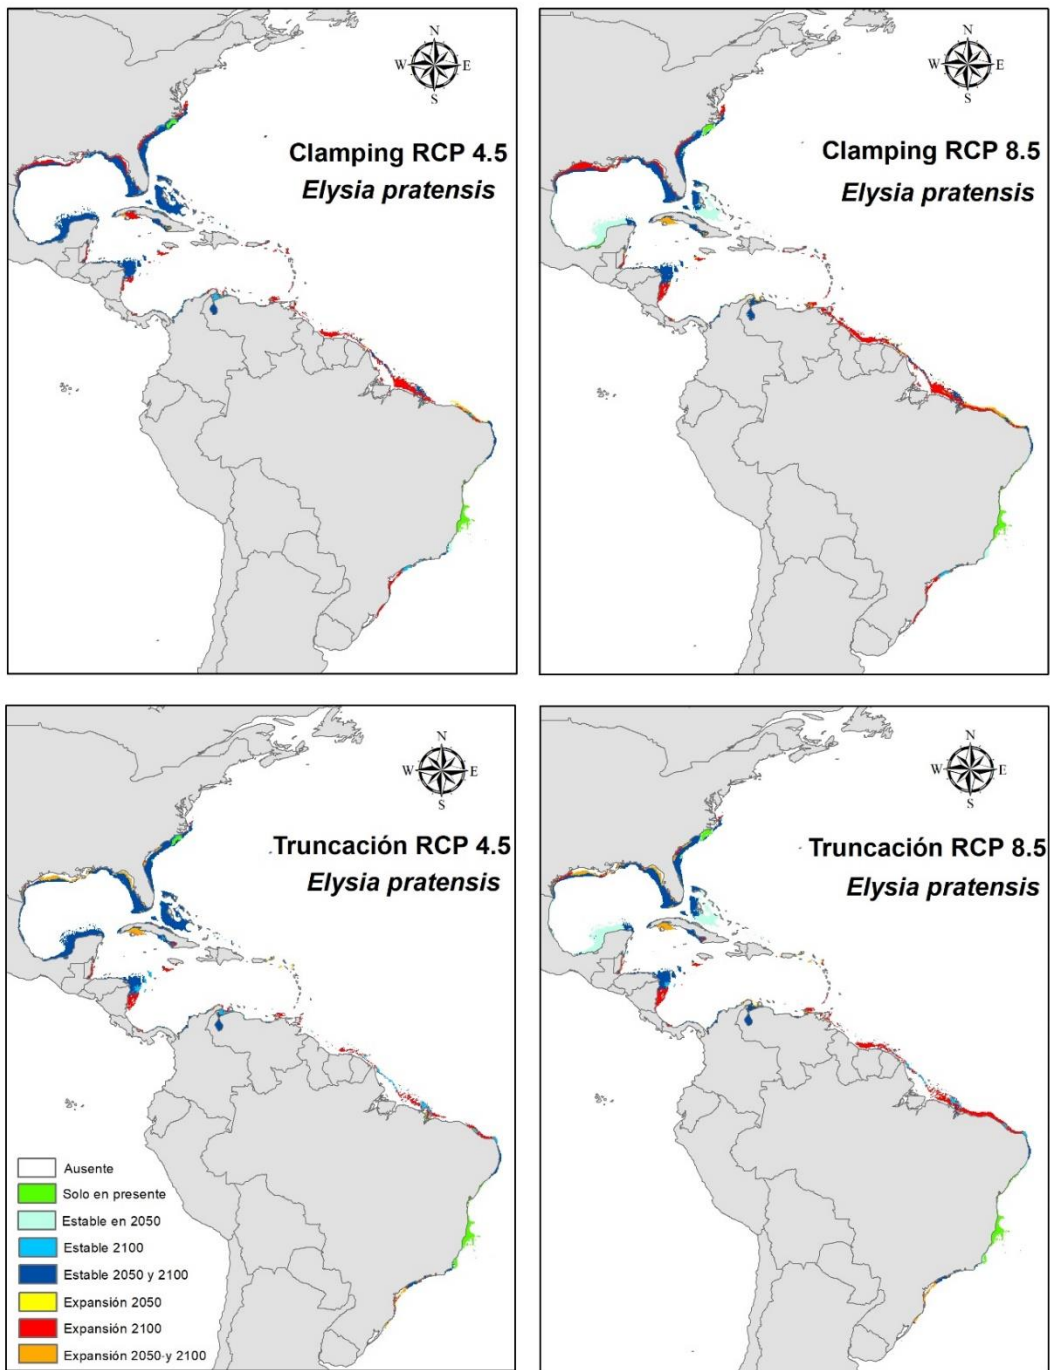 N
W E
S
Clamping RCP 4.5
Elysia pratensis
N
W E
S
Clamping RCP 8.5
Elysia pratensis
N
W E
S
Truncación RCP 4.5
Elysia pratensis
Ausente
Solo en presente
Estable en 2050
Estable 2100
Estable 2050 y 2100
Expansión 2050
Expansión 2100
Expansión 2050-y 2100
N
W E
S
Truncación RCP 8.5
Elysia pratensis